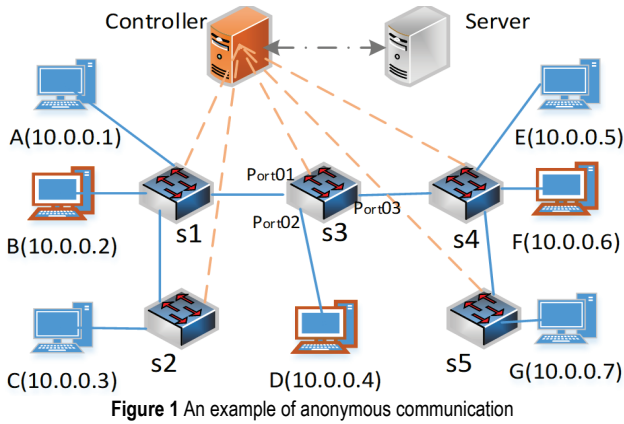 Controller
Server
A(10.0.0.1)
E(10.0.0.5)
Port01
B(10.0.0.2)
s1
Port02
s3
Port03
s4
F(10.0.0.6)
C(10.0.0.3)
s2
D(10.0.0.4)
s5
G(10.0.0.7)
Figure 1 An example of anonymous communication